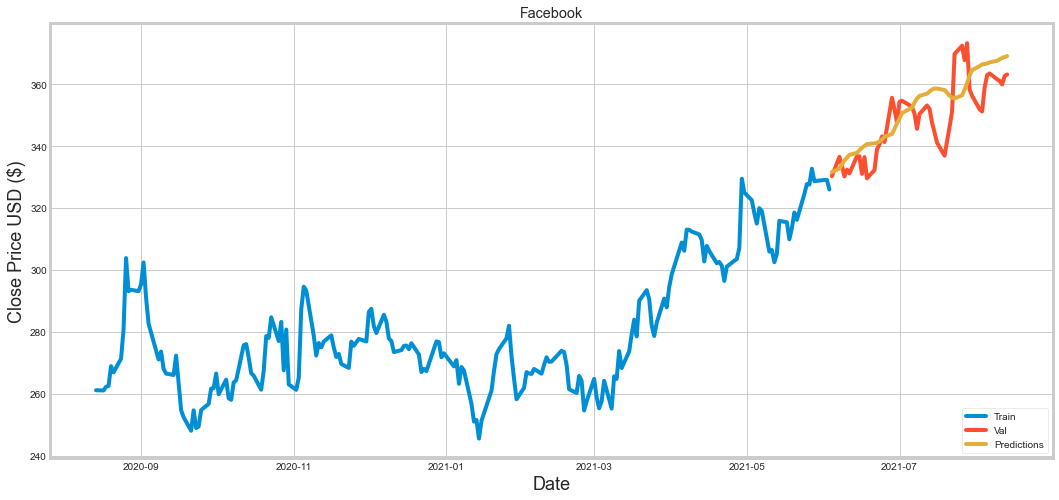 Facebook
Close Price USD ($)
360
340
320
300
280
260
240
2020-09
2020-11
2021-01
2021-03
2021-05
2021-07
Date
Train
Val
Predictions